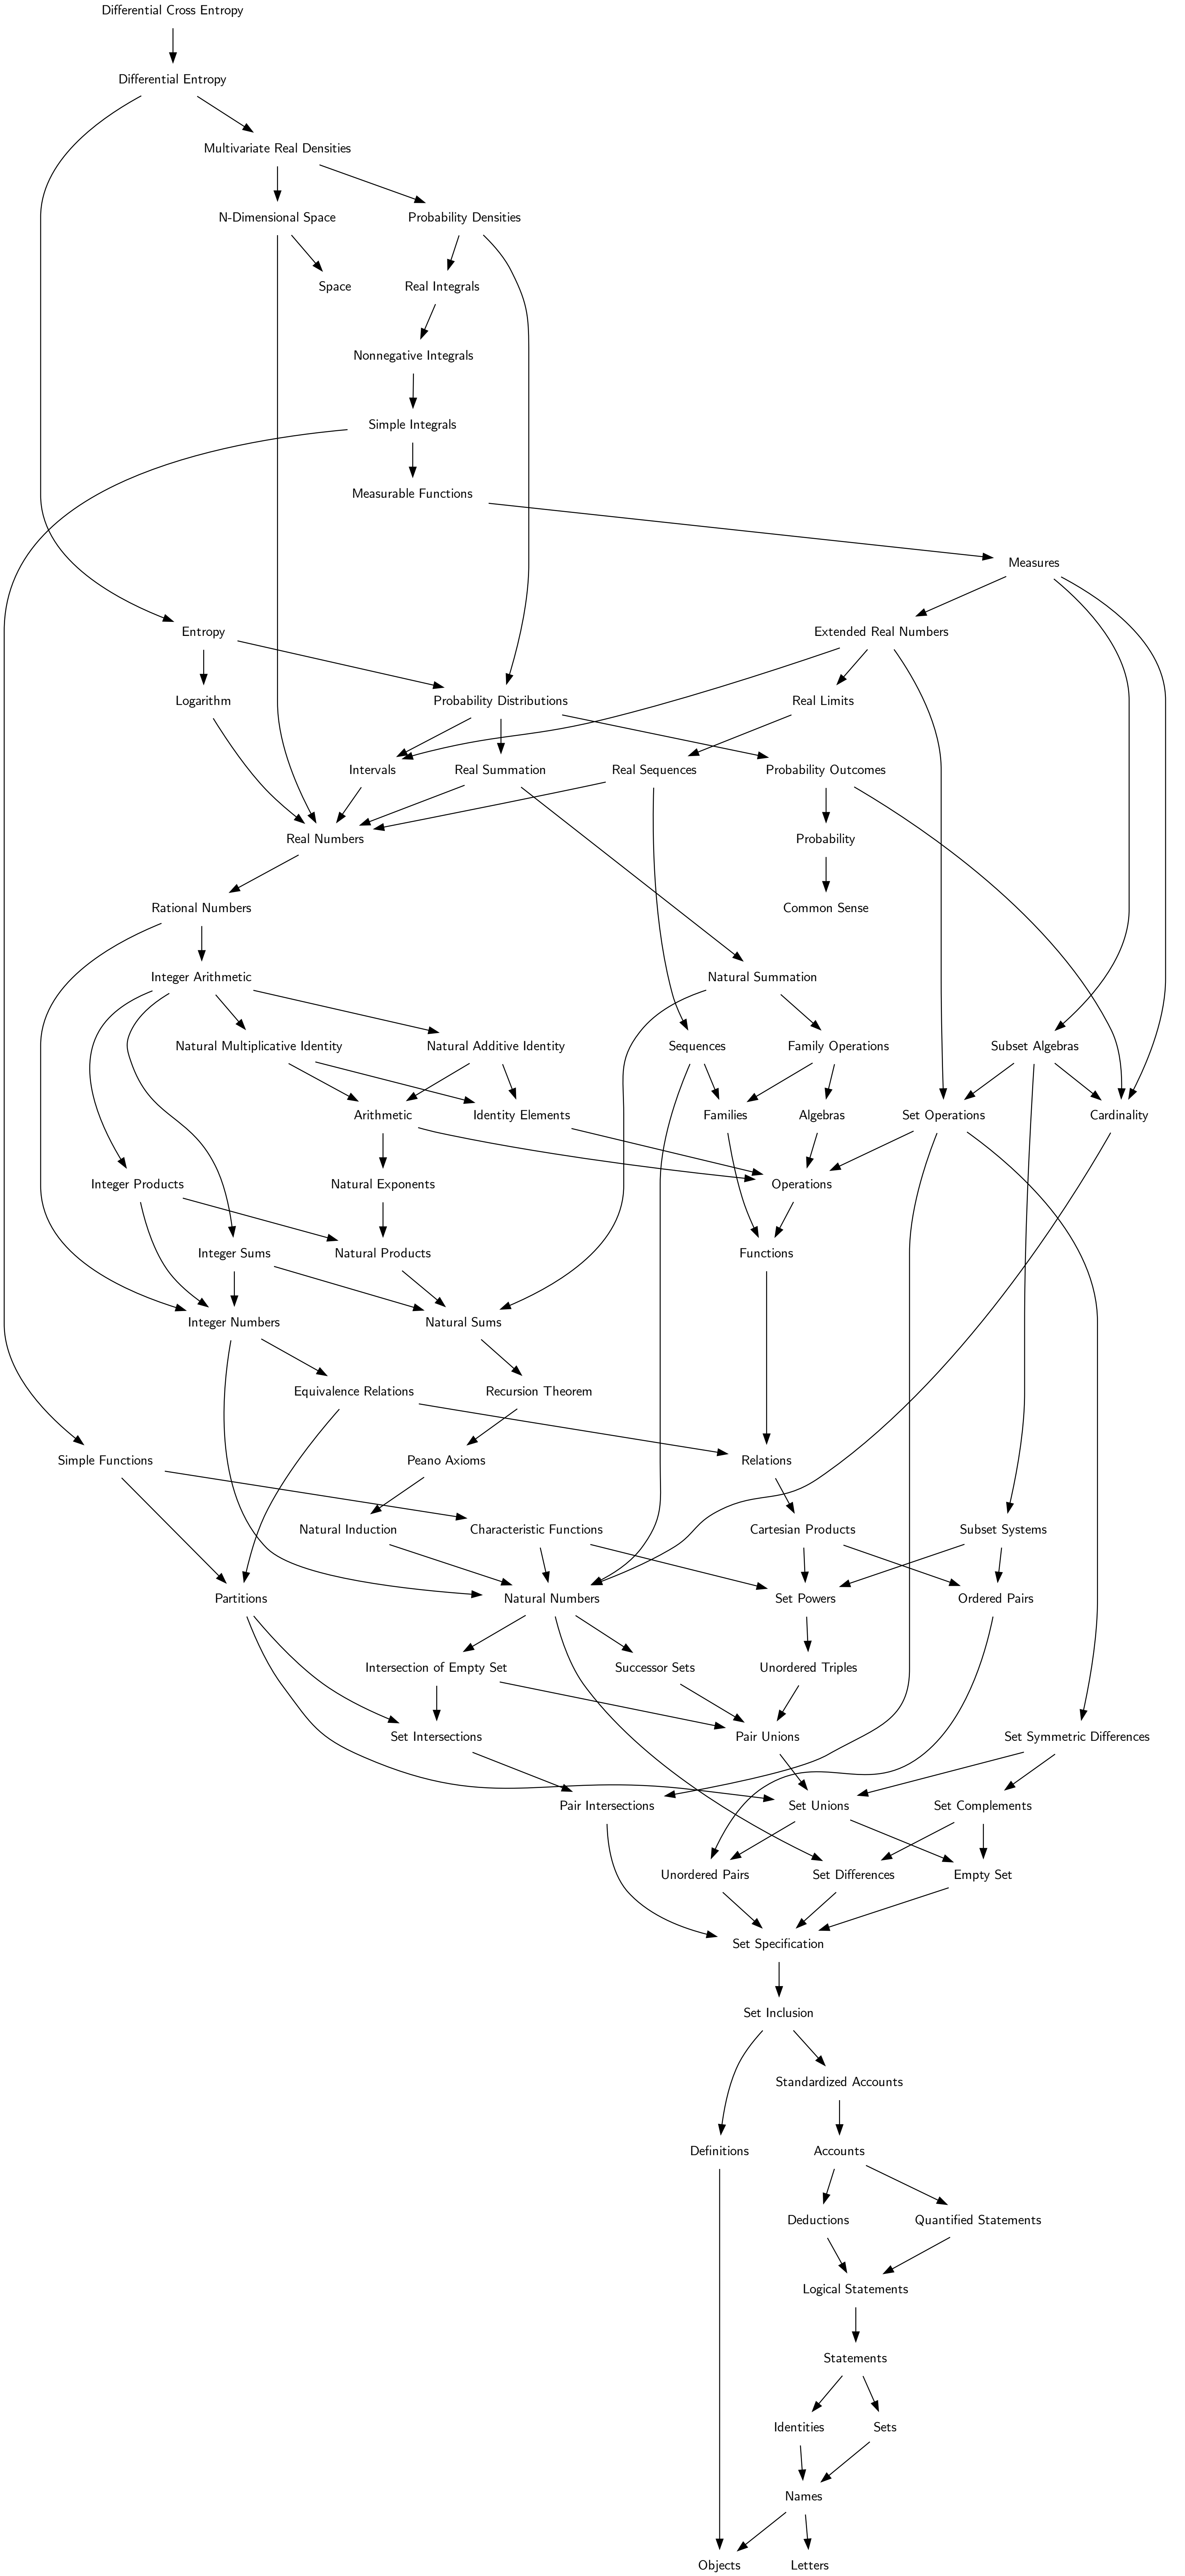 Differential Cross Entropy
Differential Entropy
Multivariate Real Densities
N-Dimensional Space
Probability Densities
Space
Real Integrals
Nonnegative Integrals
Simple Integrals
Measurable Functions
Measures
Entropy
Extended Real Numbers
Logarithm
Probability Distributions
Real Limits
Intervals
Real Summation
Real Sequences
Probability Outcomes
Real Numbers
Probability
Rational Numbers
Common Sense
Integer Arithmetic
Natural Summation
Natural Multiplicative Identity
Natural Additive Identity
Sequences
Family Operations
Subset Algebras
Arithmetic
Identity Elements
Families
Algebras
Set Operations
Cardinality
Integer Products
Natural Exponents
Operations
Integer Sums
Natural Products
Functions
Integer Numbers
Natural Sums
Equivalence Relations
Recursion Theorem
Simple Functions
Peano Axioms
Relations
Natural Induction
Characteristic Functions
Cartesian Products
Subset Systems
Partitions
Natural Numbers
Set Powers
Ordered Pairs
Intersection of Empty Set
Successor Sets
Unordered Triples
Set Intersections
Pair Unions
Set Symmetric Differences
Pair Intersections
Set Unions
Set Complements
Unordered Pairs
Set Differences
Empty Set
Set Specification
Set Inclusion
Standardized Accounts
Definitions
Accounts
Deductions
Quantified Statements
Logical Statements
Statements
Identities
Sets
Names
Objects
Letters